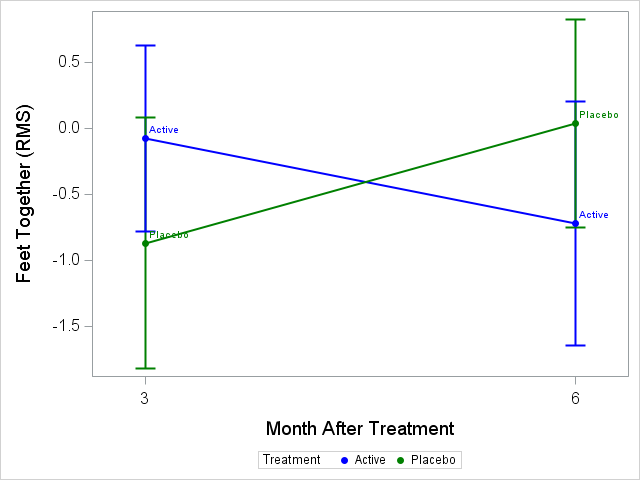 Feet Together (RMS)
0.5
0.0
-0.5
-1.0
-1.5
Active
Placebo
Placebo
Active
3
6
Month After Treatment
Treatment Active Placebo